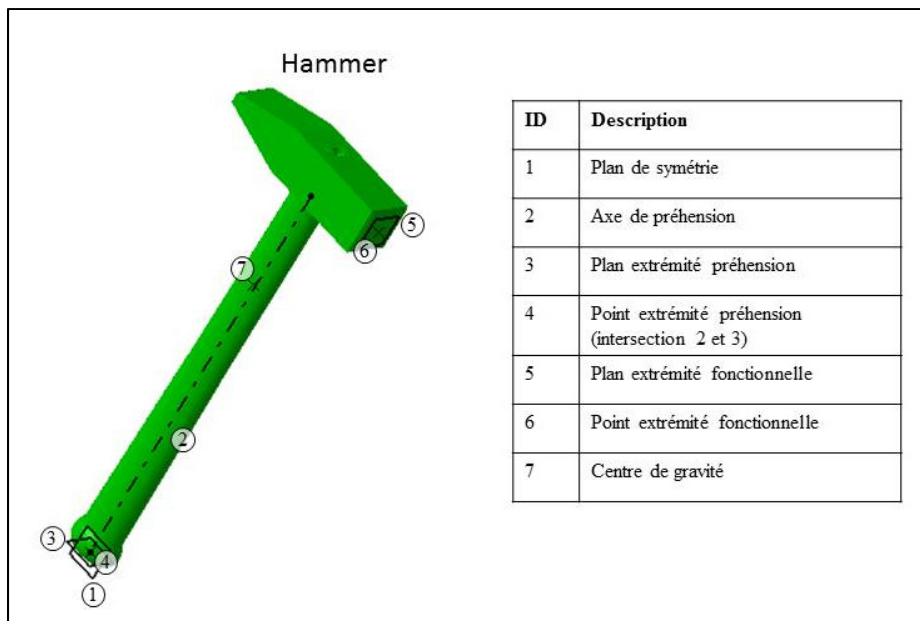 Hammer
5
6
7
2
3
4
1
ID Description
1 Plan de symétrie
2 Axe de préhension
3 Plan extrémité préhension
4 Point extrémité préhension
(intersection 2 et 3)
5 Plan extrémité fonctionnelle
6 Point extrémité fonctionnelle
7 Centre de gravité